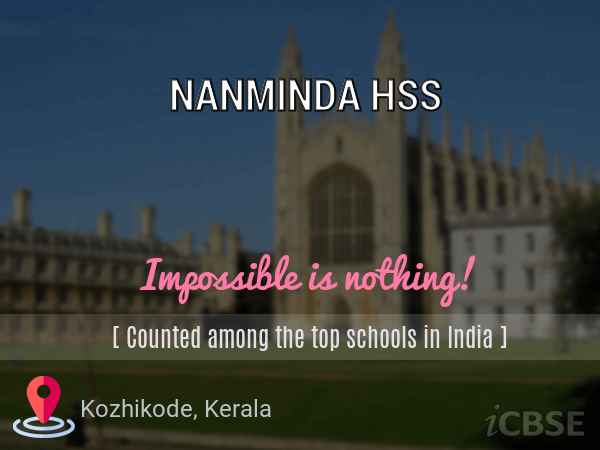 NANMINDA HSS
Impossible is nothing!
[ Counted among the top schools in India ]
Kozhikode, Kerala
iCBSE